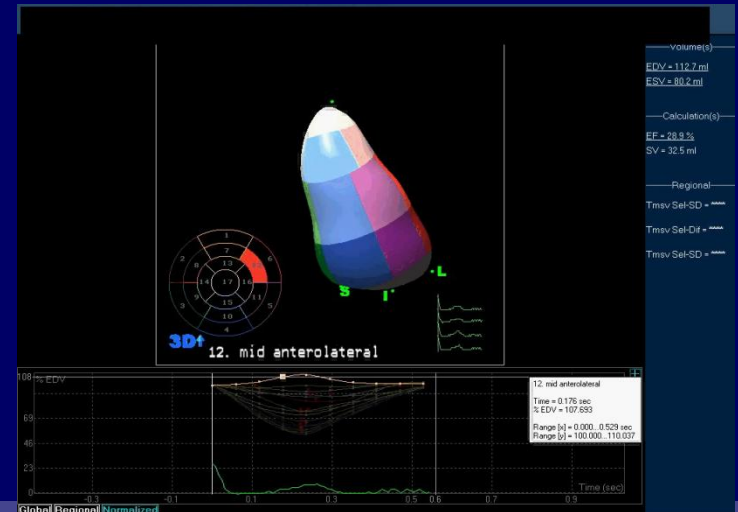 Volume(s)
EDV = 112.7 ml
ESV = 80.2 ml
Calculation(s)
EF = 28.9 %
SV = 32.5 ml
Regional
Tmsv Sel-SD = ****
Tmsv Sel-Dif = ****
Tmsv Sel-SD = ****
1
7
2
6
8
13
14
17
16
9
15
11
3
5
10
4
S
I
L
3D
12. mid anterolateral
108
% EDV
69
46
23
0
12. mid anterolateral
Time = 0.176 sec
% EDV = 107.693
Range [x] = 0.000...0.529 sec
Range [y] = 100.000...110.037
Time (sec)
-0.3
-0.1
0.1
0.3
0.5
0.6
0.7
0.9
Global Regional Normalized